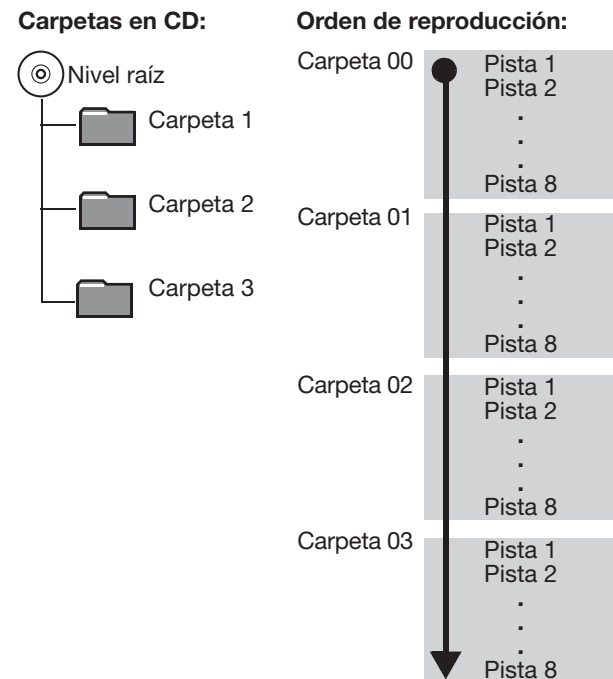 Carpetas en CD:
Nivel raíz
Carpeta 1
Carpeta 2
Carpeta 3
Orden de reproducción:
Carpeta 00
Pista 1
Pista 2
.
.
.
Pista 8
Carpeta 01
Pista 1
Pista 2
.
.
.
Pista 8
Carpeta 02
Pista 1
Pista 2
.
.
.
Pista 8
Carpeta 03
Pista 1
Pista 2
.
.
.
Pista 8